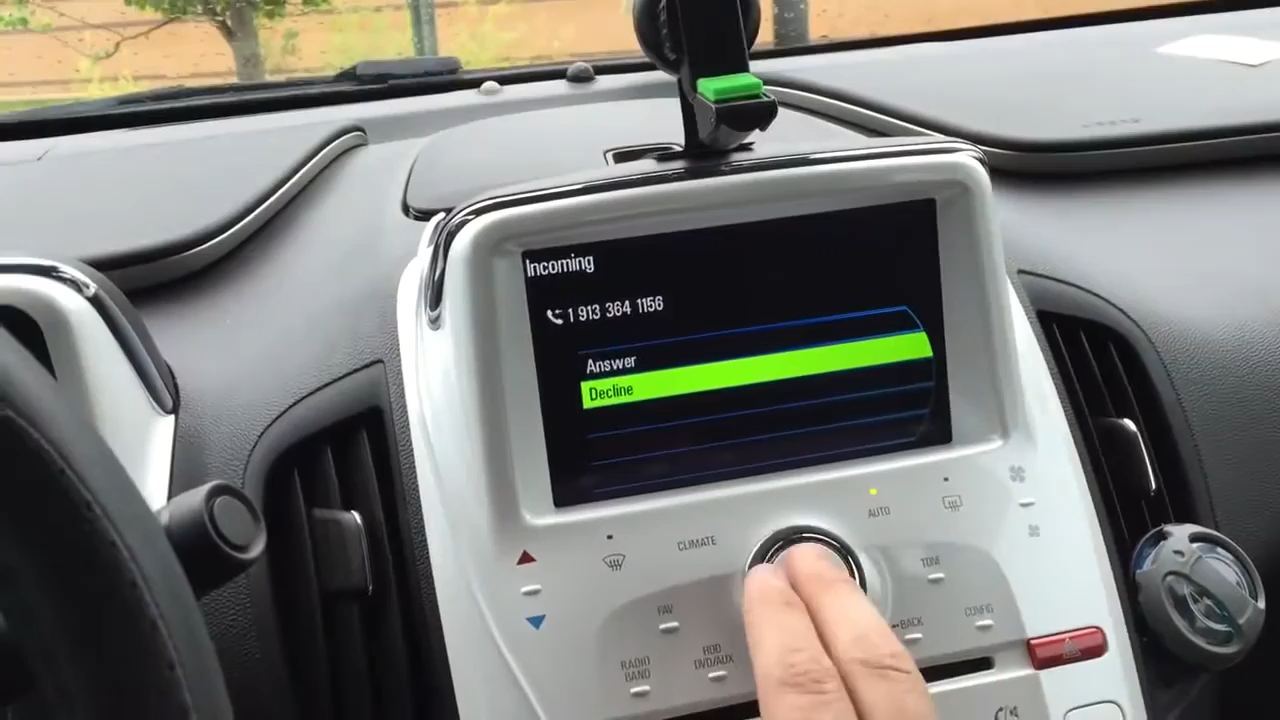 Incoming
1 913 364 1156
Answer
Decline
AUTO
CLIMATE
TONE
FAV
BACK
CONFIG
RADIO
BAND
HDD
DVD/AUX